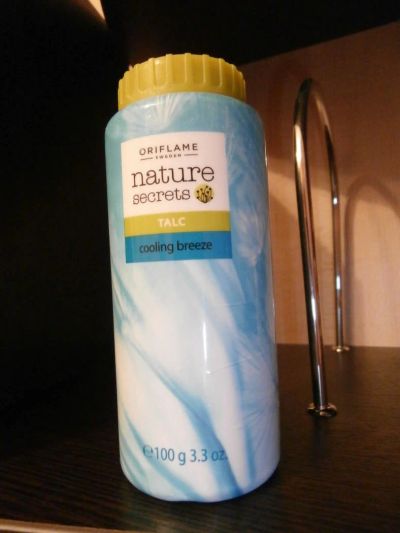 ORIFLAME
SWEDEN
nature
secrets
TALC
cooling breeze
℮100 g 3.3 oz.